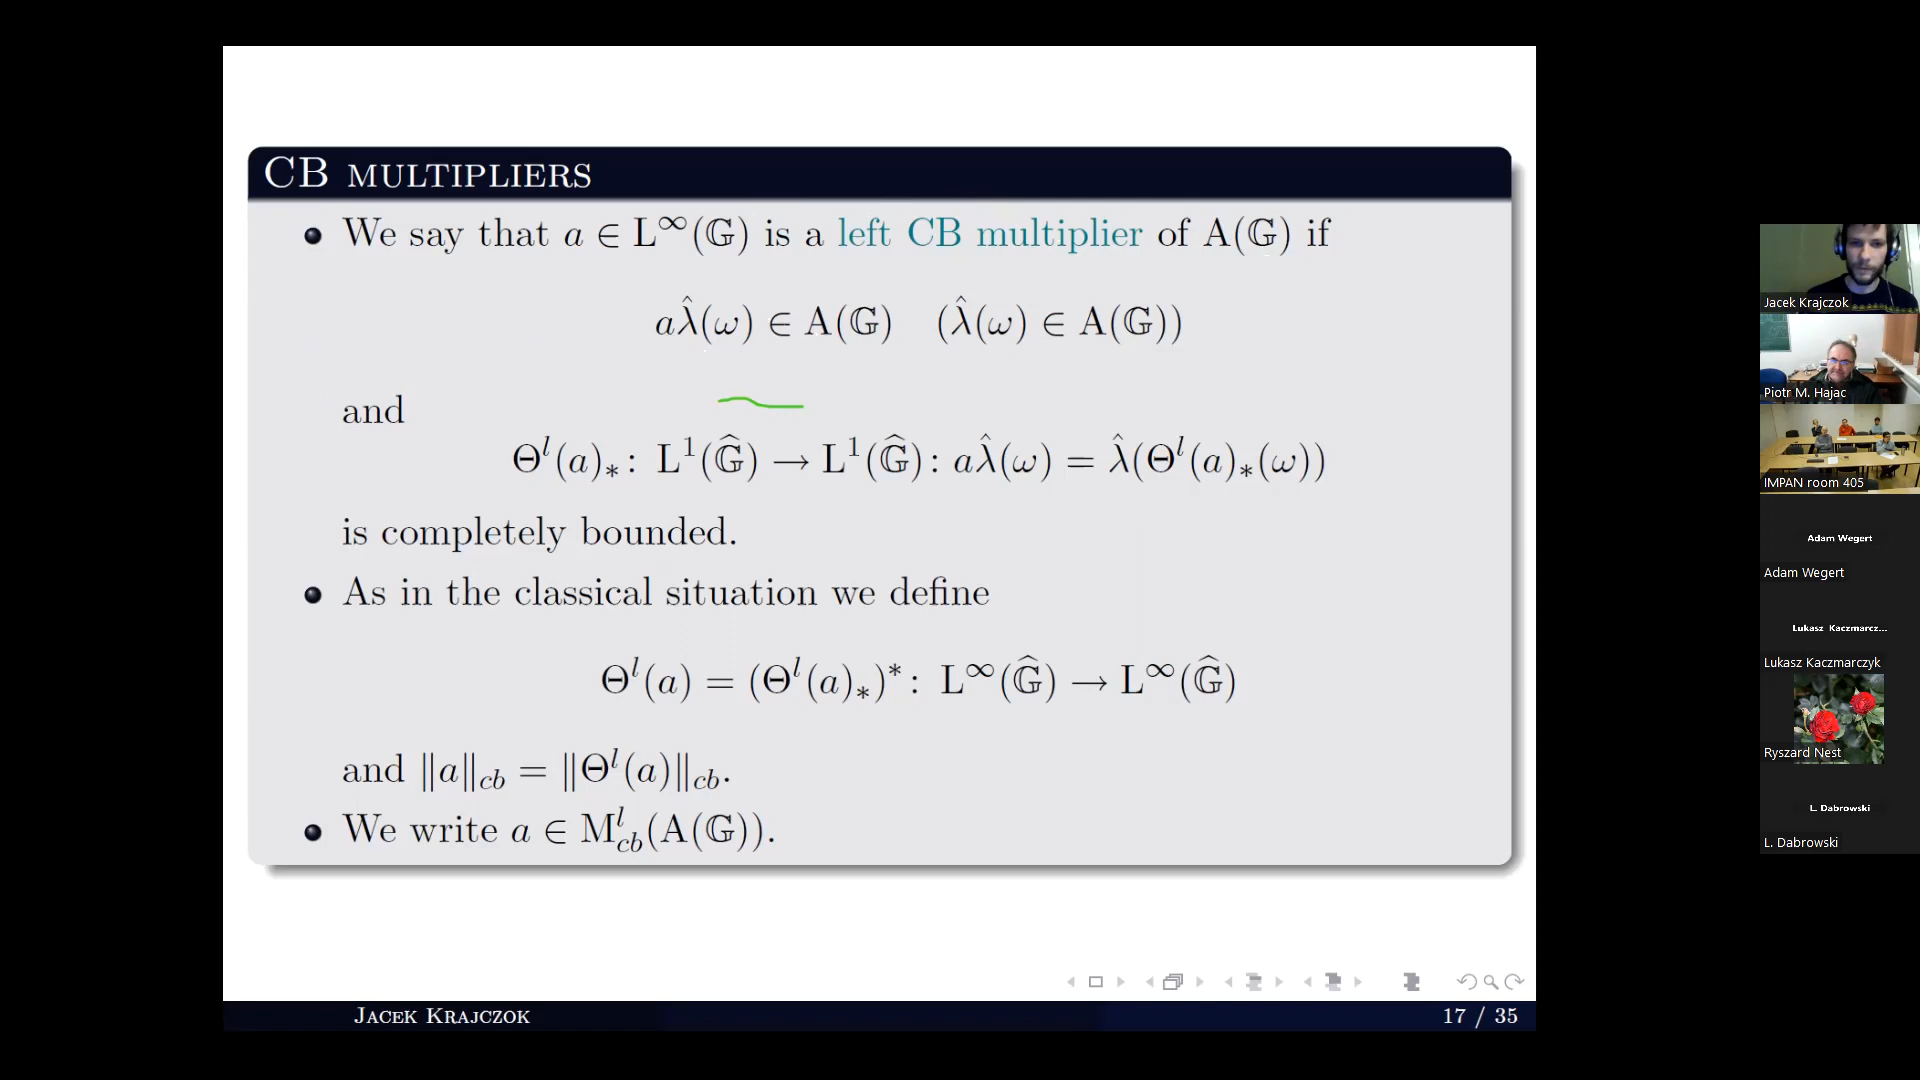 CB MULTIPLIERS
We say that a ∈ L^∞(𝔾) is a left CB multiplier of A(𝔾) if
aλ̂(ω) ∈ A(𝔾) (λ̂(ω) ∈ A(𝔾))
and
Θ^l(a)_*: L^1(𝔾̂) → L^1(𝔾̂): aλ̂(ω) = λ̂(Θ^l(a)_*(ω))
is completely bounded.
As in the classical situation we define
Θ^l(a) = (Θ^l(a)_*)^*: L^∞(𝔾̂) → L^∞(𝔾̂)
and ‖a‖_cb = ‖Θ^l(a)‖_cb.
We write a ∈ M^l_cb(A(𝔾)).
JACEK KRAJCZOK 17 / 35
Jacek Krajczok
Piotr M. Hajac
IMPAN room 405
Adam Wegert
Adam Wegert
Lukasz Kaczmarcz...
Lukasz Kaczmarczyk
Ryszard Nest
L. Dabrowski
L. Dabrowski